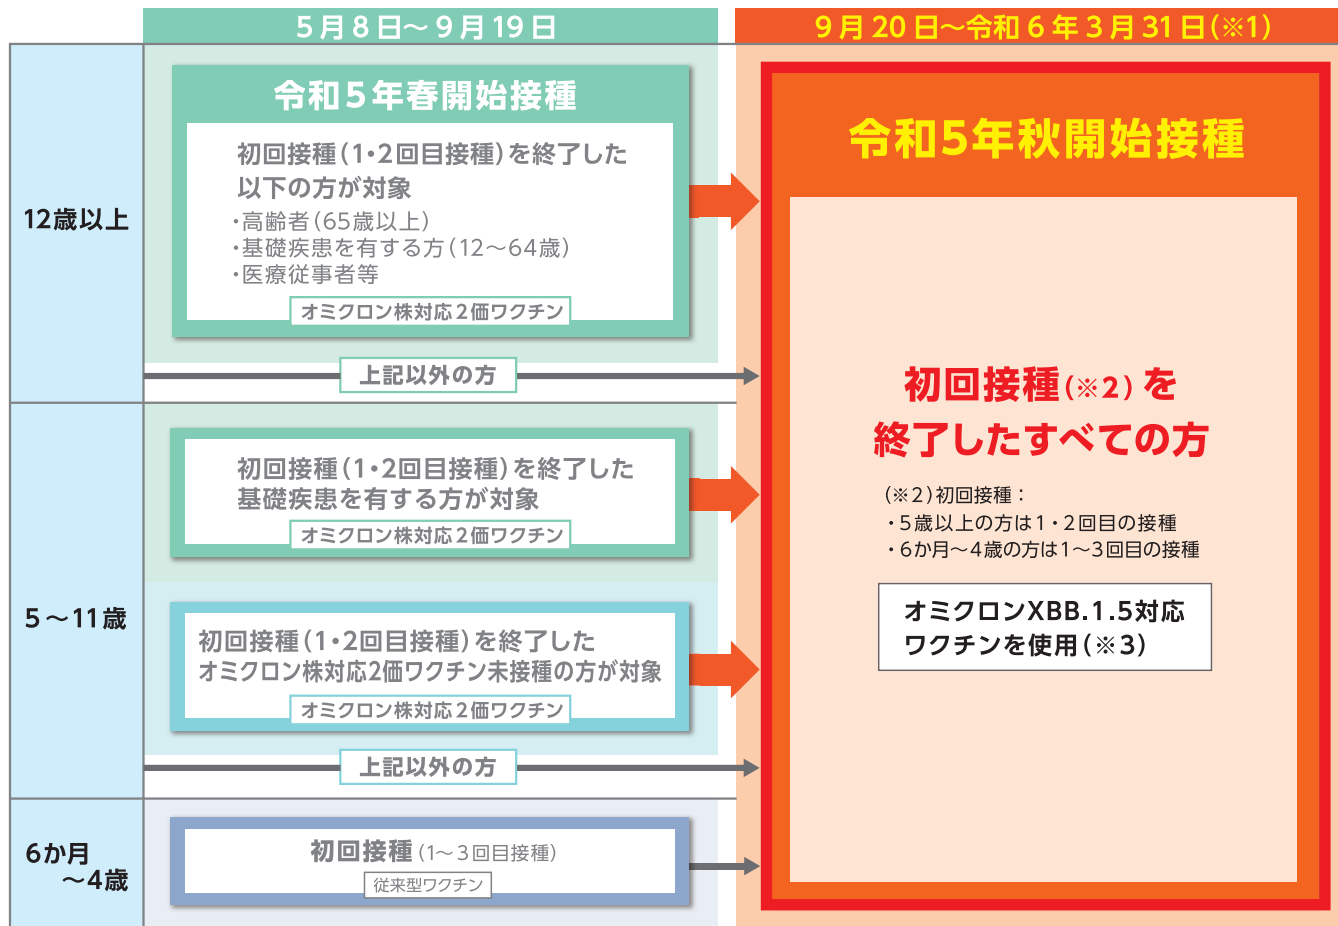 5月8日～9月19日
9月20日～令和6年3月31日(※1)
12歳以上
令和5年春開始接種
初回接種(1・2回目接種)を終了した
以下の方が対象
・高齢者(65歳以上)
・基礎疾患を有する方(12～64歳)
・医療従事者等
オミクロン株対応2価ワクチン
上記以外の方
5～11歳
初回接種(1・2回目接種)を終了した
基礎疾患を有する方が対象
オミクロン株対応2価ワクチン
初回接種(1・2回目接種)を終了した
オミクロン株対応2価ワクチン未接種の方が対象
オミクロン株対応2価ワクチン
上記以外の方
6か月
～4歳
初回接種(1～3回目接種)
従来型ワクチン
令和5年秋開始接種
初回接種(※2)を
終了したすべての方
(※2)初回接種：
・5歳以上の方は1・2回目の接種
・6か月～4歳の方は1～3回目の接種
オミクロンXBB.1.5対応
ワクチンを使用(※3)